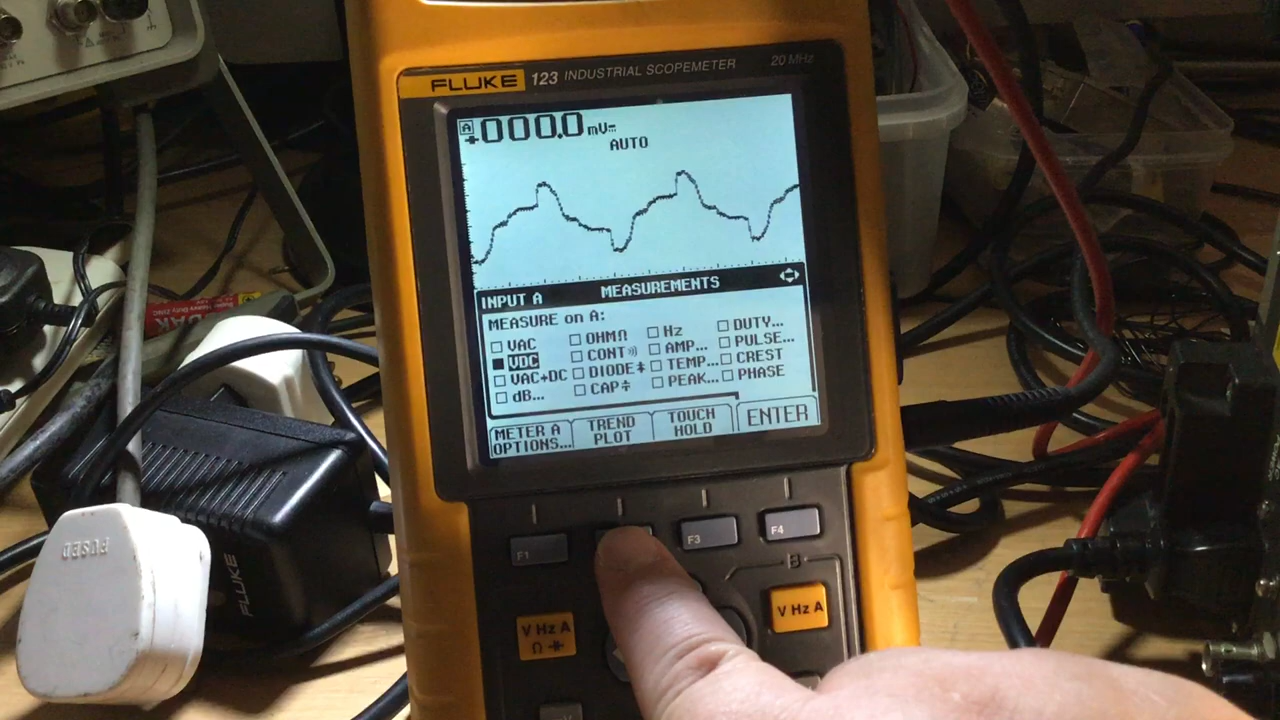 FLUKE 123 INDUSTRIAL SCOPEMETER 20 MHz
A +000.0 mV
AUTO
INPUT A MEASUREMENTS
MEASURE on A:
VAC OHMΩ Hz DUTY...
VDC CONT AMP... PULSE...
VAC+DC DIODE TEMP... CREST
dB... CAP PEAK... PHASE
METER A OPTIONS...
TREND PLOT
TOUCH HOLD
ENTER
F1
F3
F4
B
V Hz A
Ω
V Hz A
FUSED
FLUKE